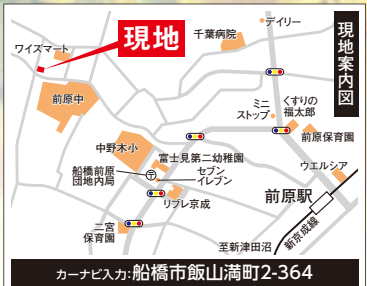 現地案内図
現地
デイリー
千葉病院
ワイズマート
前原中
ミニ
ストップ
くすりの
福太郎
前原保育園
中野木小
富士見第二幼稚園
ウエルシア
船橋前原
団地内局
セブン
イレブン
前原駅
リブレ京成
二宮
保育園
新京成線
至新津田沼
カーナビ入力:船橋市飯山満町2-364